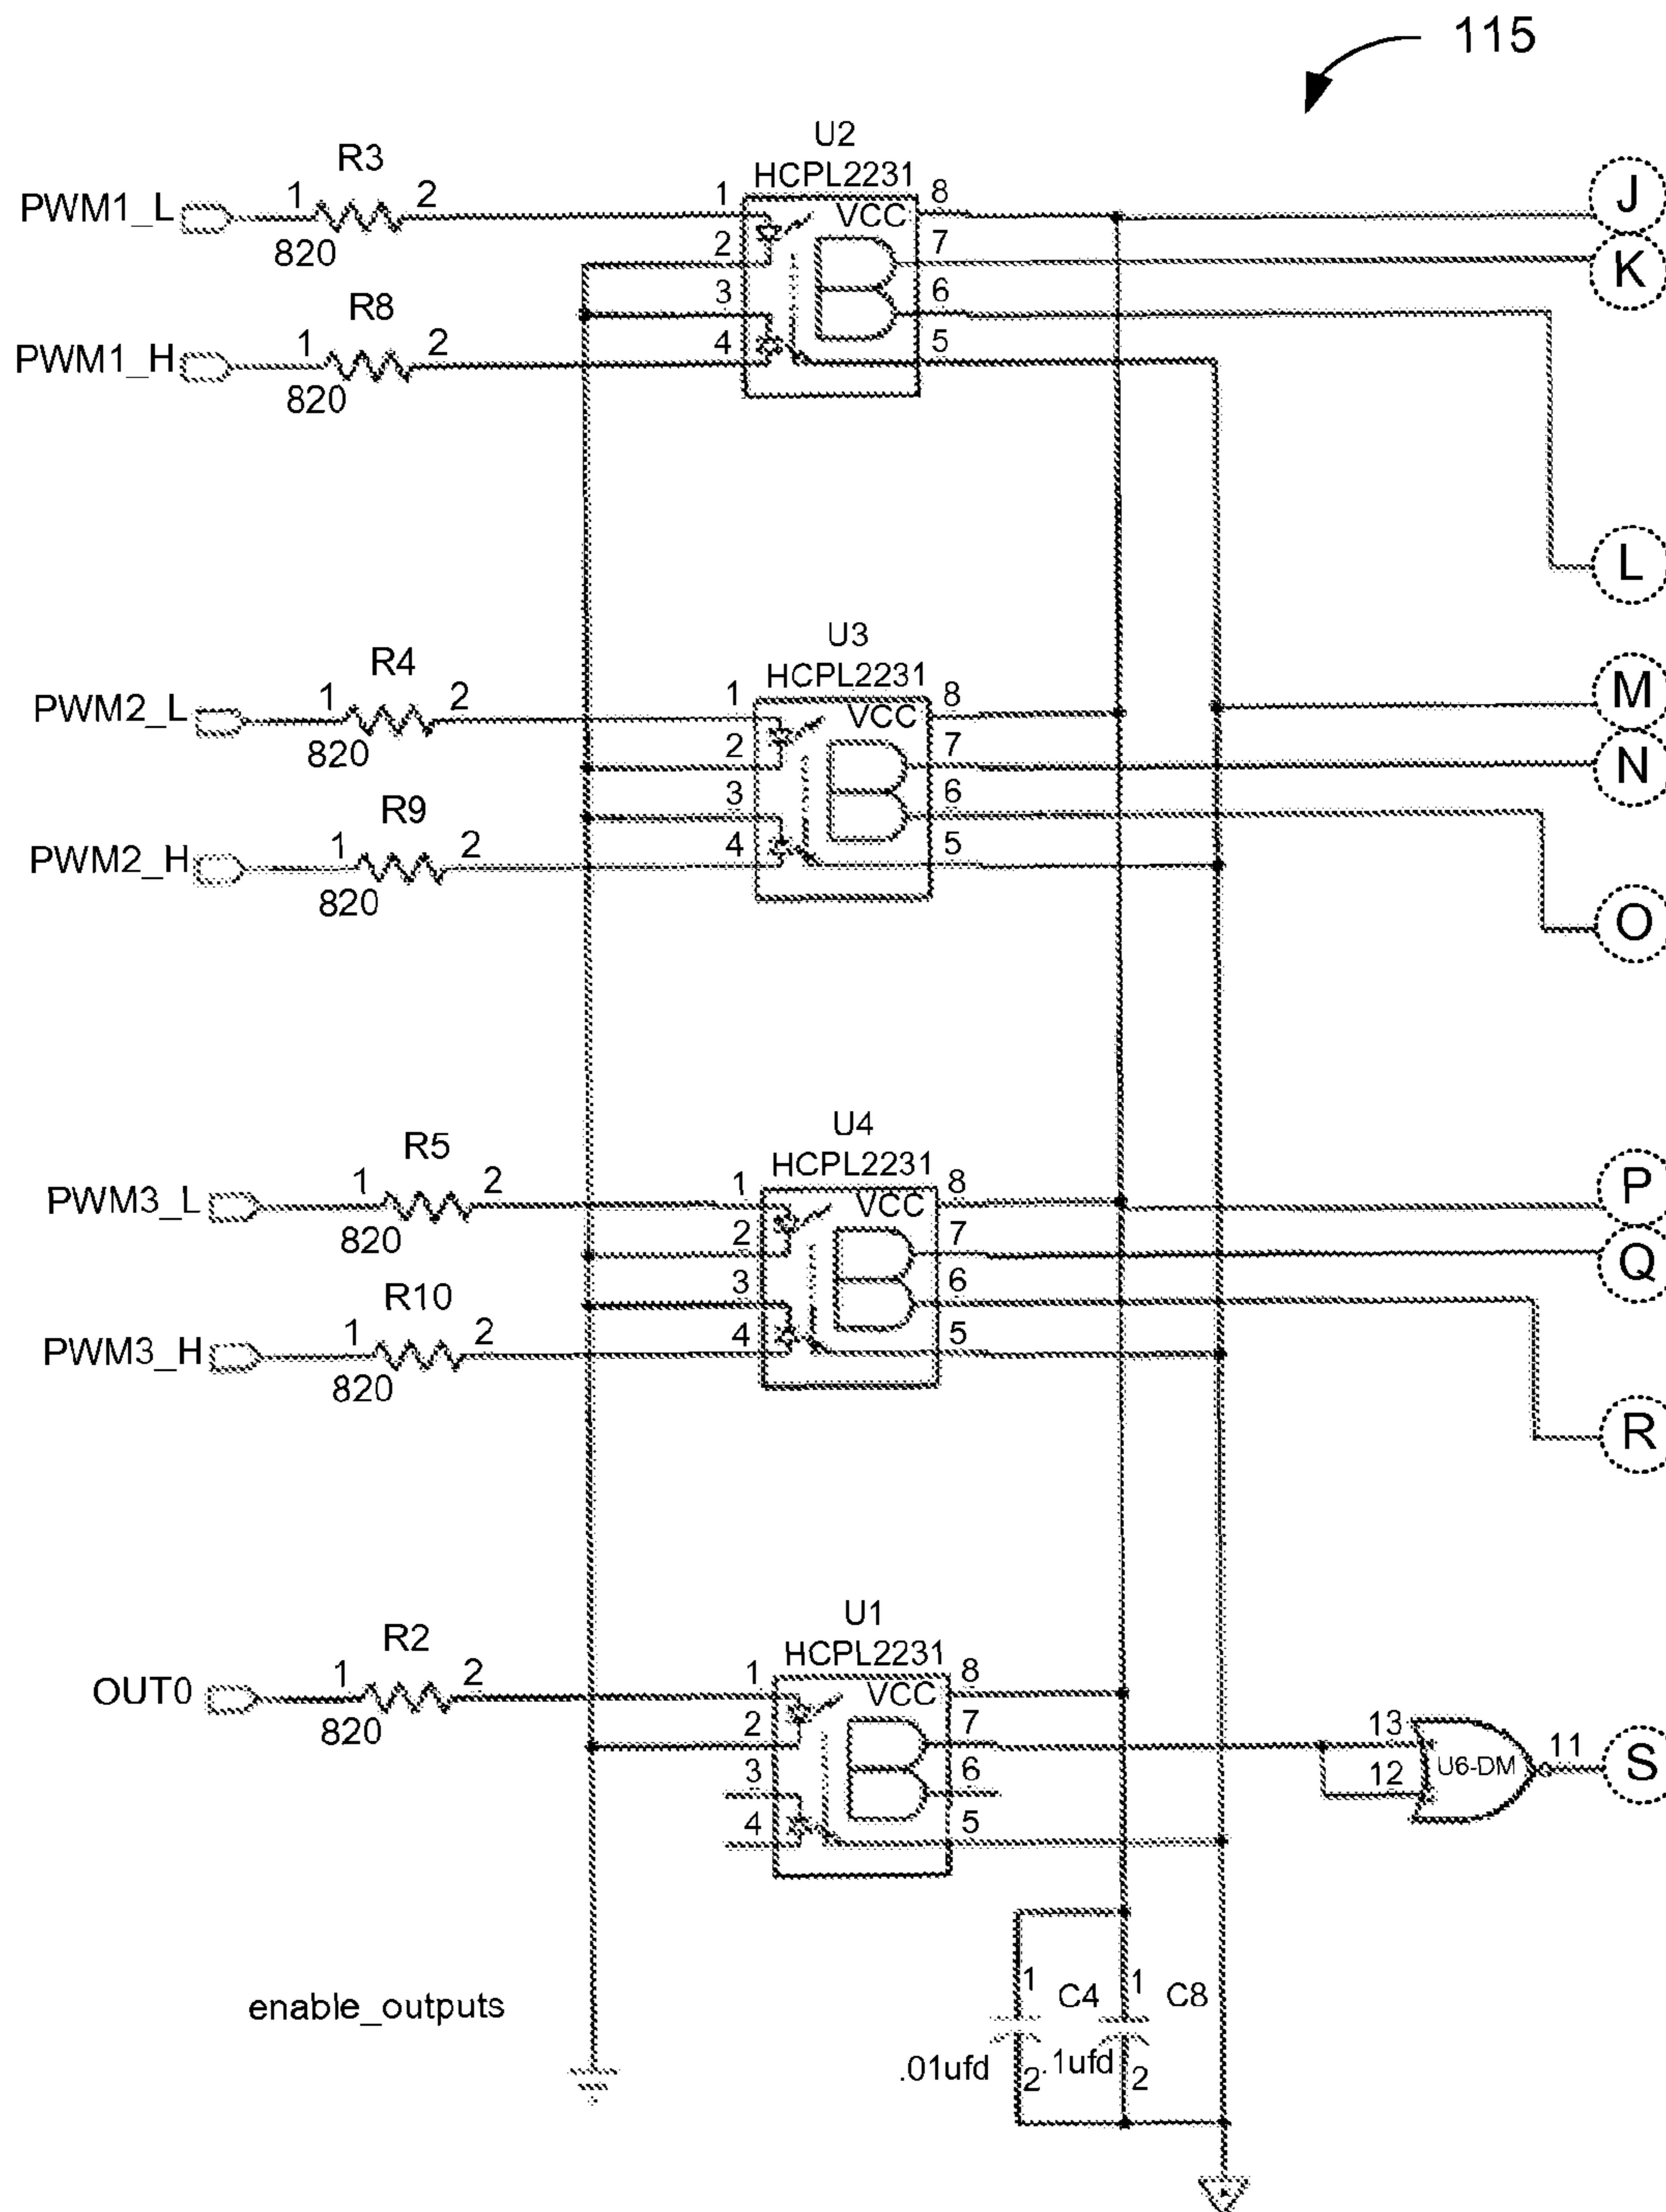 115
U2
HCPL2231
R3
PWM1_L
1
2
820
1
2
3
4
VCC
8
7
6
5
J
K
R8
PWM1_H
1
2
820
L
U3
HCPL2231
R4
PWM2_L
1
2
820
1
2
3
4
VCC
8
7
6
5
M
N
R9
PWM2_H
1
2
820
O
U4
HCPL2231
R5
PWM3_L
1
2
820
1
2
3
4
VCC
8
7
6
5
P
Q
R10
PWM3_H
1
2
820
R
U1
HCPL2231
R2
OUT0
1
2
820
1
2
3
4
VCC
8
7
6
5
13
12
U6-DM
11
S
enable_outputs
1
C4
1
C8
.01ufd
2
.1ufd
2